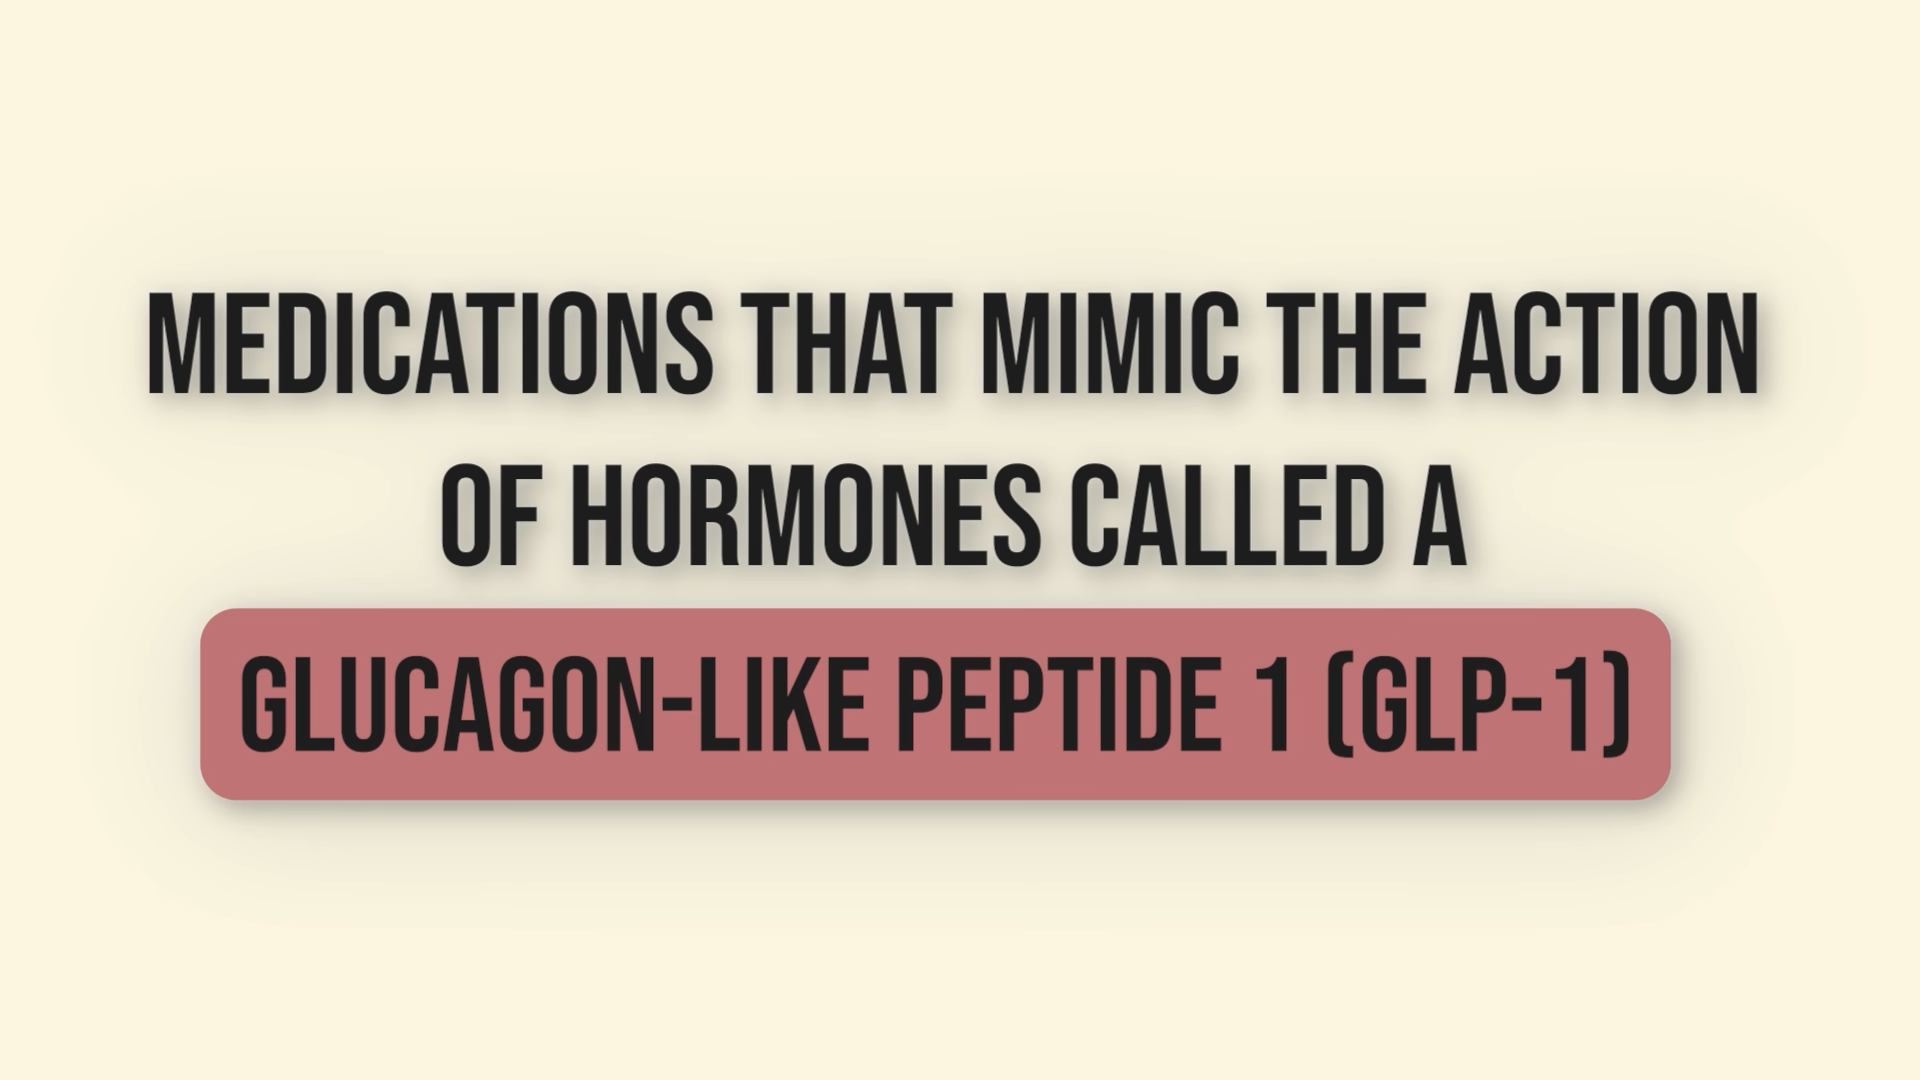 MEDICATIONS THAT MIMIC THE ACTION
OF HORMONES CALLED A
GLUCAGON-LIKE PEPTIDE 1 (GLP-1)